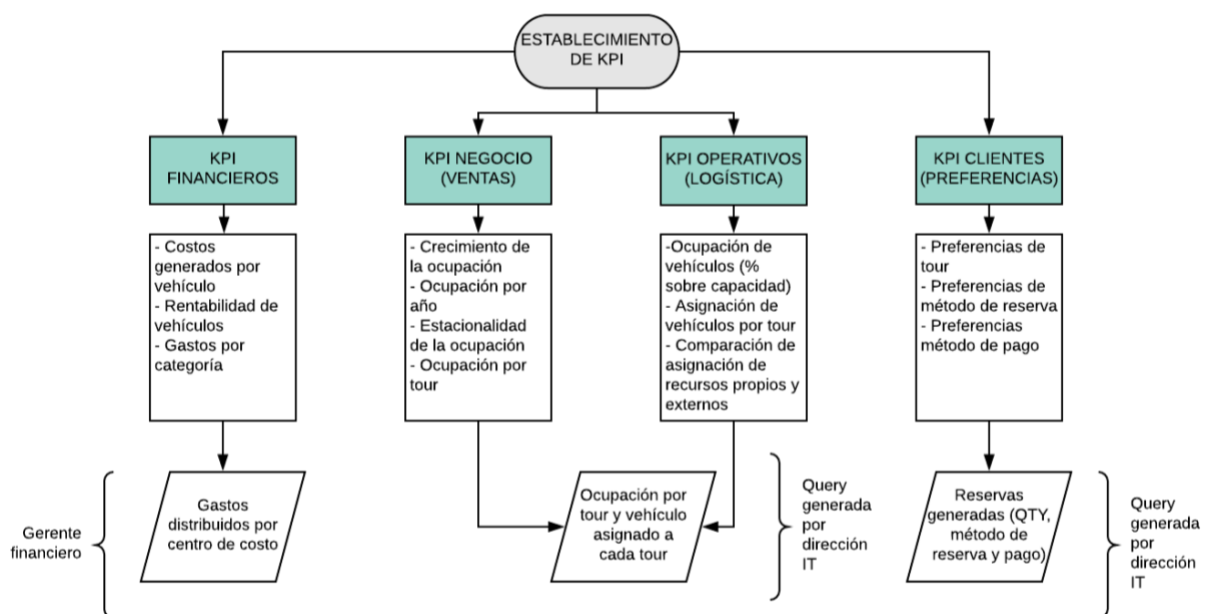 ESTABLECIMIENTO
DE KPI
KPI
FINANCIEROS
KPI NEGOCIO
(VENTAS)
KPI OPERATIVOS
(LOGÍSTICA)
KPI CLIENTES
(PREFERENCIAS)
- Costos
generados por
vehículo
- Rentabilidad de
vehículos
- Gastos por
categoría
- Crecimiento de
la ocupación
- Ocupación por
año
- Estacionalidad
de la ocupación
- Ocupación por
tour
-Ocupación de
vehículos (%
sobre capacidad)
- Asignación de
vehículos por tour
- Comparación de
asignación de
recursos propios y
externos
- Preferencias de
tour
- Preferencias de
método de reserva
- Preferencias
método de pago
Gerente
financiero
Gastos
distribuidos por
centro de costo
Ocupación por
tour y vehículo
asignado a
cada tour
Query
generada
por
dirección
IT
Reservas
generadas (QTY,
método de
reserva y pago)
Query
generada
por
dirección
IT